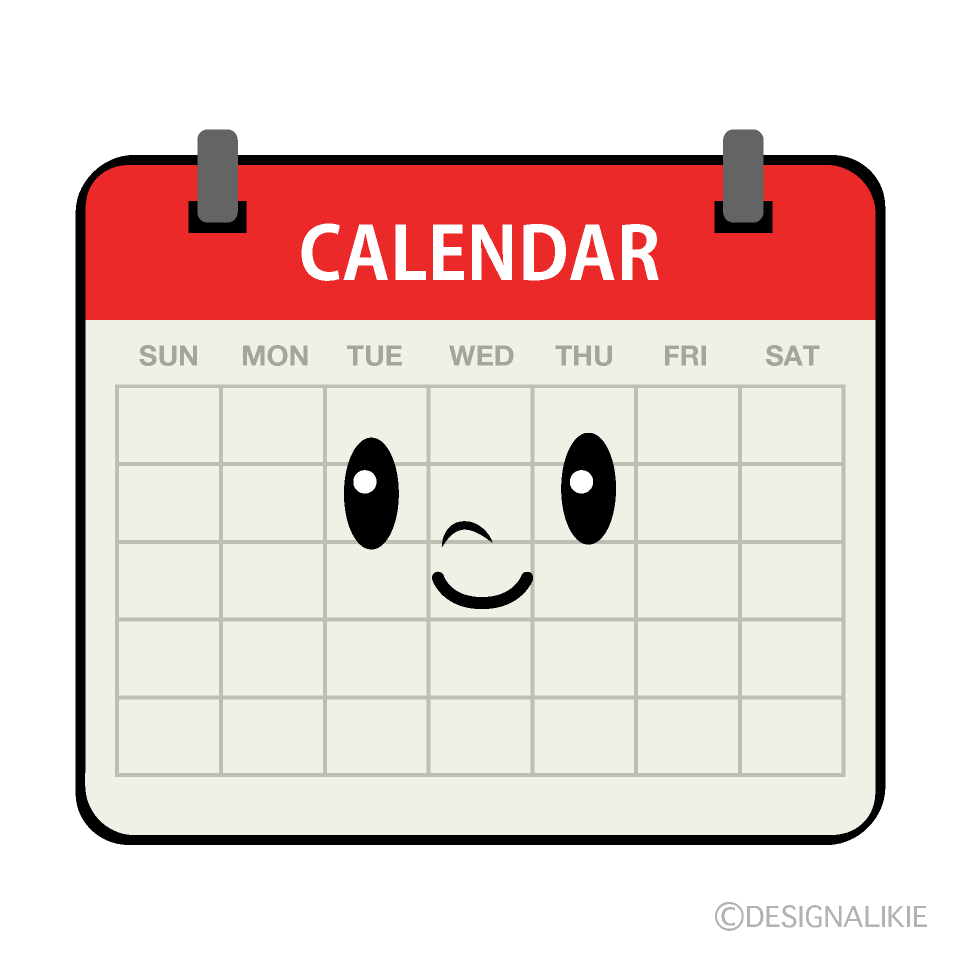 CALENDAR
SUN MON TUE WED THU FRI SAT
©DESIGNALIKIE